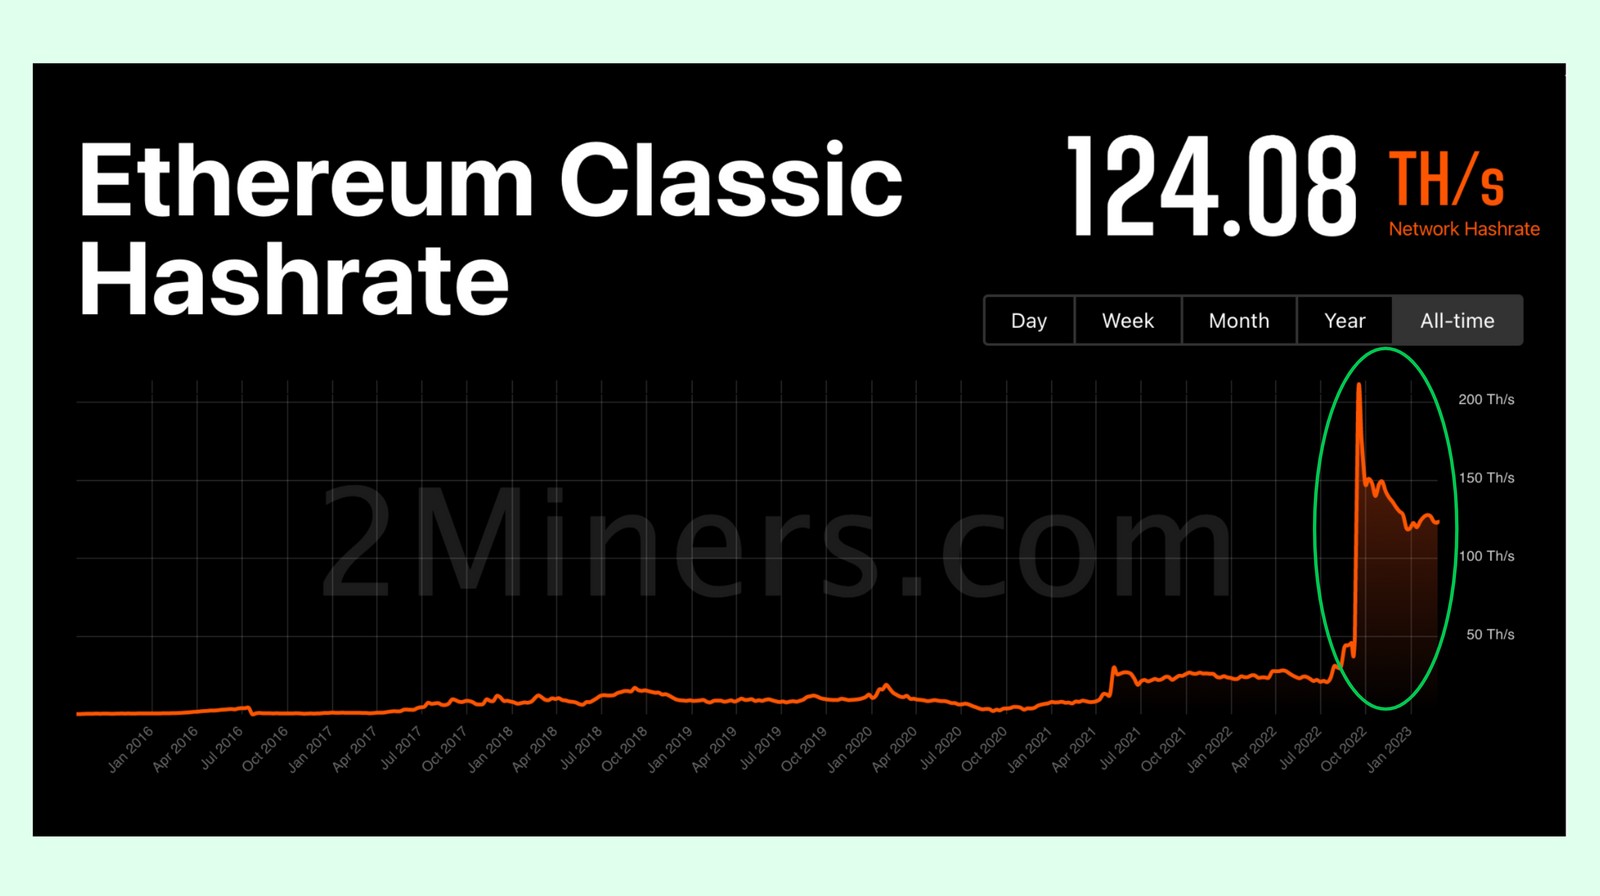 Ethereum Classic
Hashrate
124.08 TH/s
Network Hashrate
Day Week Month Year All-time
2Miners.com
200 Th/s
150 Th/s
100 Th/s
50 Th/s
Jan 2016 Apr 2016 Jul 2016 Oct 2016 Jan 2017 Apr 2017 Jul 2017 Oct 2017 Jan 2018 Apr 2018 Jul 2018 Oct 2018 Jan 2019 Apr 2019 Jul 2019 Oct 2019 Jan 2020 Apr 2020 Jul 2020 Oct 2020 Jan 2021 Apr 2021 Jul 2021 Oct 2021 Jan 2022 Apr 2022 Jul 2022 Oct 2022 Jan 2023